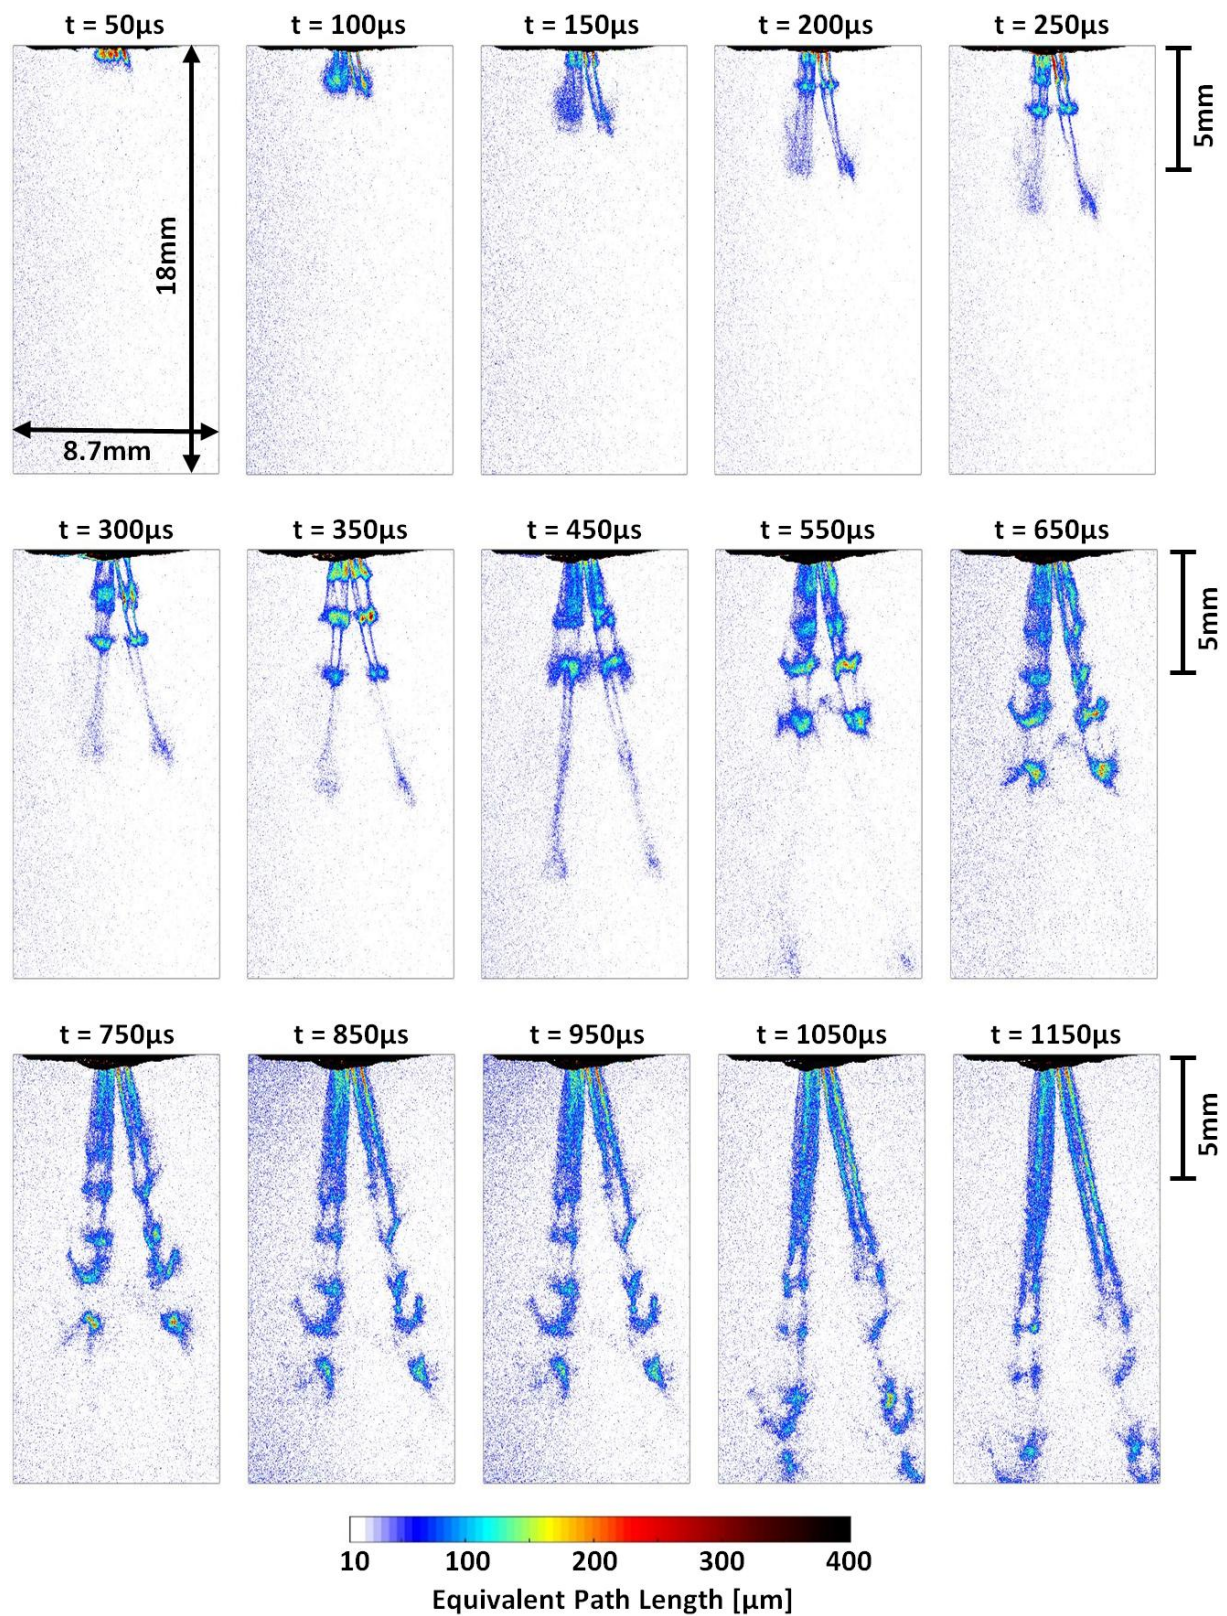 t = 50µs
t = 100µs
t = 150µs
t = 200µs
t = 250µs
18mm
8.7mm
5mm
t = 300µs
t = 350µs
t = 450µs
t = 550µs
t = 650µs
5mm
t = 750µs
t = 850µs
t = 950µs
t = 1050µs
t = 1150µs
5mm
10 100 200 300 400
Equivalent Path Length [µm]